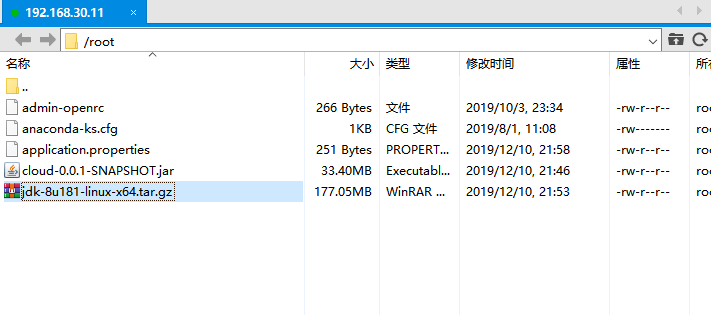 192.168.30.11 ×
/root
名称 大小 类型 修改时间 属性 所
..
admin-openrc 266 Bytes 文件 2019/10/3, 23:34 -rw-r--r-- roo
anaconda-ks.cfg 1KB CFG 文件 2019/8/1, 11:08 -rw------- roo
application.properties 251 Bytes PROPERT... 2019/12/10, 21:58 -rw-r--r-- roo
cloud-0.0.1-SNAPSHOT.jar 33.40MB Executabl... 2019/12/10, 21:46 -rw-r--r-- roo
jdk-8u181-linux-x64.tar.gz 177.05MB WinRAR ... 2019/12/10, 21:53 -rw-r--r-- roo